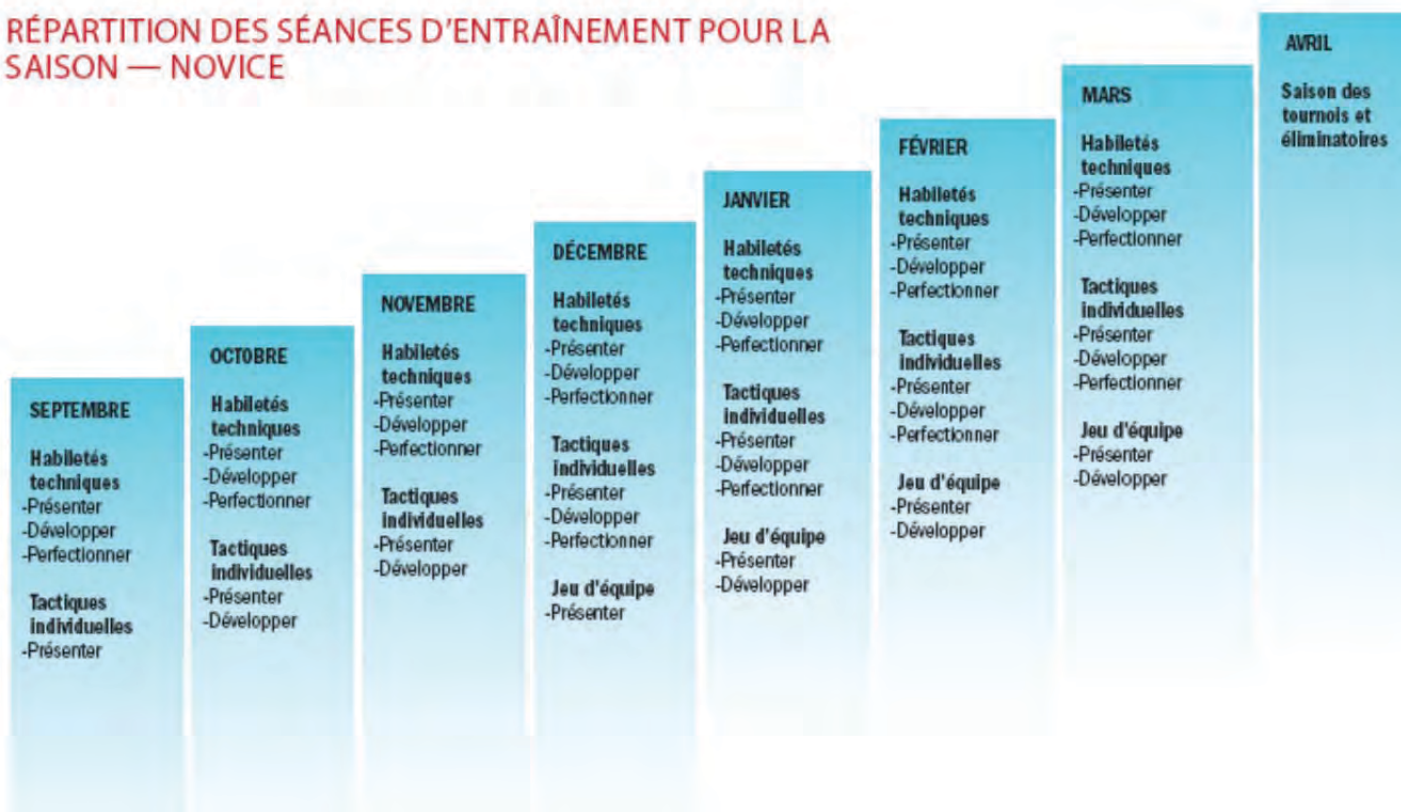 RÉPARTITION DES SÉANCES D'ENTRAÎNEMENT POUR LA
SAISON — NOVICE
SEPTEMBRE
Habiletés
techniques
-Présenter
-Développer
-Perfectionner
Tactiques
individuelles
-Présenter
OCTOBRE
Habiletés
techniques
-Présenter
-Développer
-Perfectionner
Tactiques
individuelles
-Présenter
-Développer
NOVEMBRE
Habiletés
techniques
-Présenter
-Développer
-Perfectionner
Tactiques
individuelles
-Présenter
-Développer
DÉCEMBRE
Habiletés
techniques
-Présenter
-Développer
-Perfectionner
Tactiques
individuelles
-Présenter
-Développer
-Perfectionner
Jeu d'équipe
-Présenter
JANVIER
Habiletés
techniques
-Présenter
-Développer
-Perfectionner
Tactiques
individuelles
-Présenter
-Développer
-Perfectionner
Jeu d'équipe
-Présenter
-Développer
FÉVRIER
Habiletés
techniques
-Présenter
-Développer
-Perfectionner
Tactiques
individuelles
-Présenter
-Développer
-Perfectionner
Jeu d'équipe
-Présenter
-Développer
MARS
Habiletés
techniques
-Présenter
-Développer
-Perfectionner
Tactiques
individuelles
-Présenter
-Développer
-Perfectionner
Jeu d'équipe
-Présenter
-Développer
AVRIL
Saison des
tournois et
éliminatoires